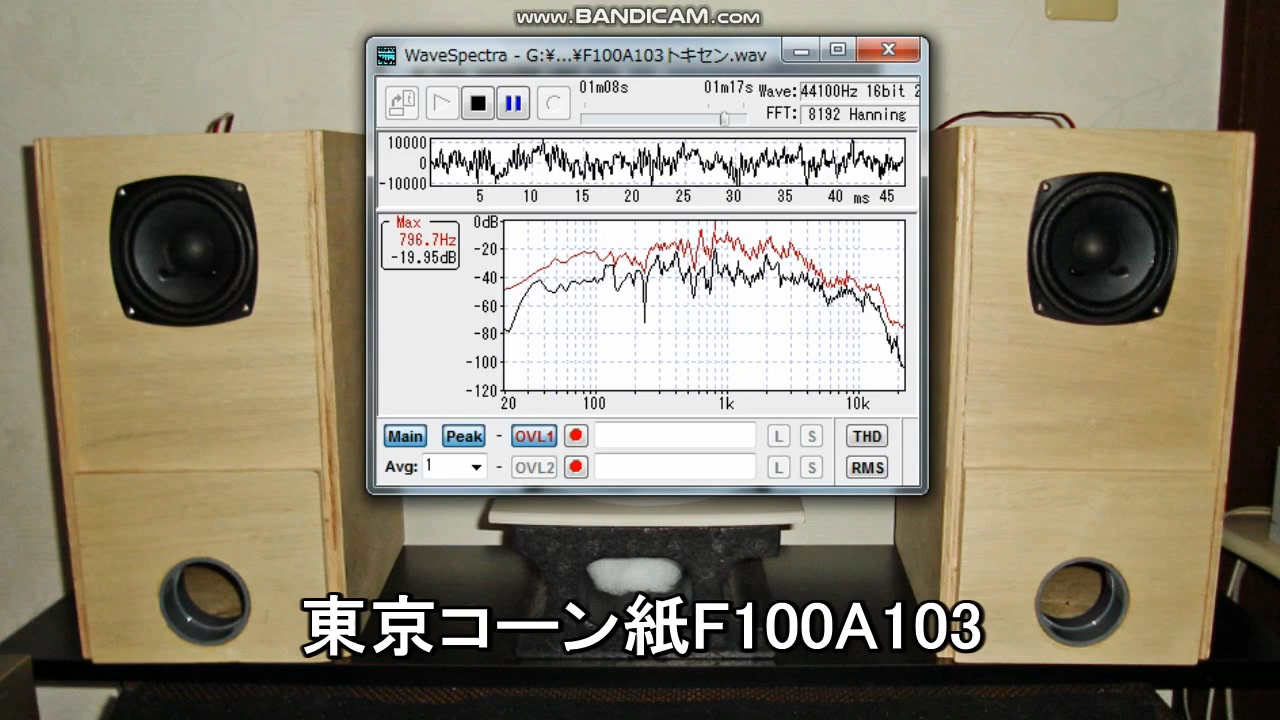 www.BANDICAM.com
WaveSpectra - G:¥...¥F100A103トキセン.wav
01m08s 01m17s Wave: 44100Hz 16bit 2
FFT: 8192 Hanning
10000
0
-10000
5 10 15 20 25 30 35 40 ms 45
Max
796.7Hz
-19.95dB
0dB
-20
-40
-60
-80
-100
-120
20 100 1k 10k
Main Peak - OVL1 L S THD
Avg: 1 - OVL2 L S RMS
東京コーン紙F100A103